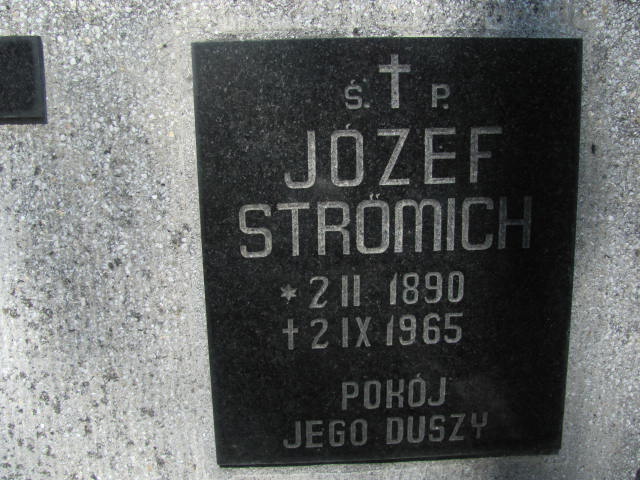 Ś. † P.
JÓZEF
STRÖMICH
* 2 II 1890
† 2 IX 1965
POKÓJ
JEGO DUSZY